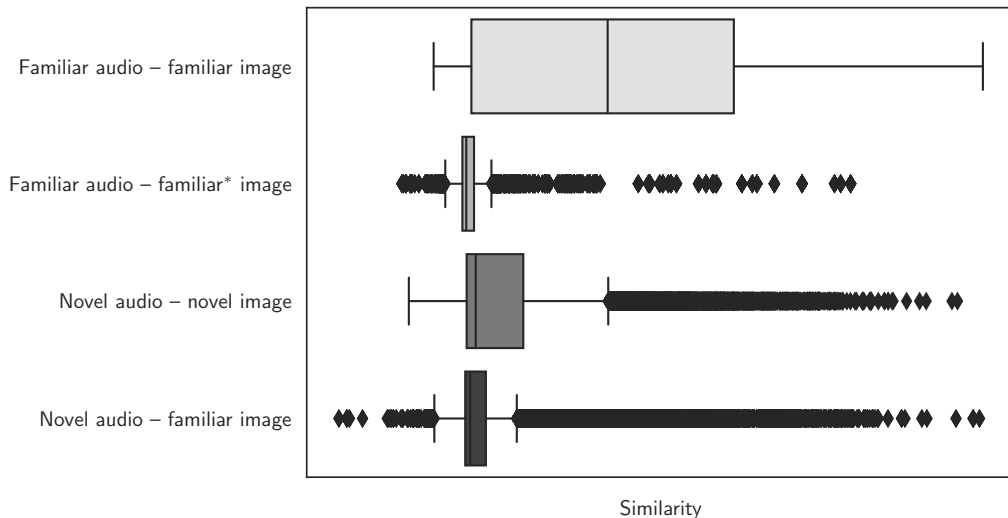 Familiar audio – familiar image
Familiar audio – familiar* image
Novel audio – novel image
Novel audio – familiar image
Similarity